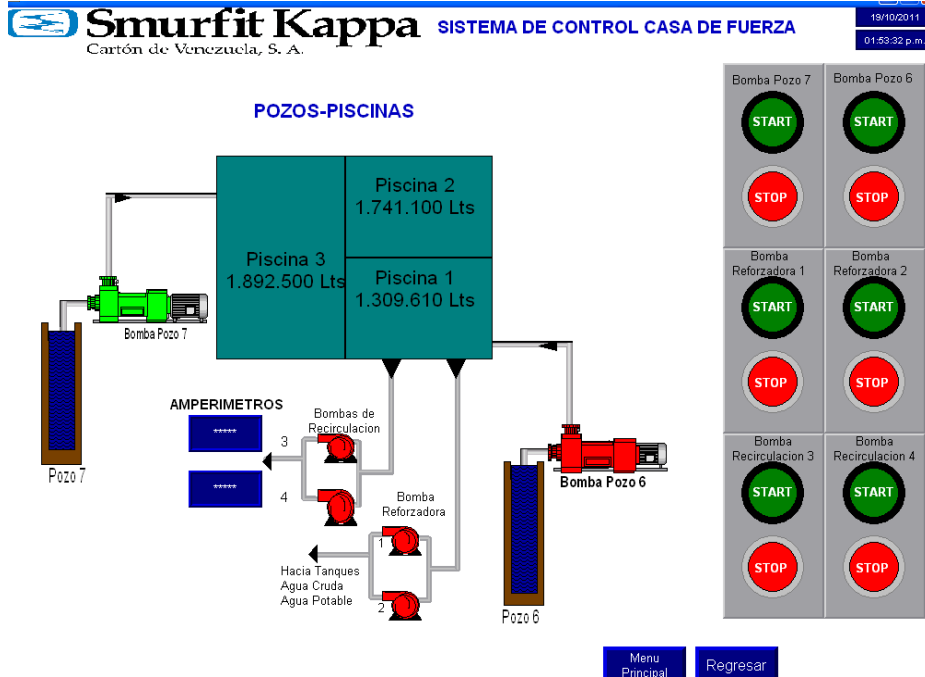 Smurfit Kappa
Cartón de Venezuela, S. A.
SISTEMA DE CONTROL CASA DE FUERZA
19/10/2011
01:53:32 p.m.
POZOS-PISCINAS
Piscina 2
1.741.100 Lts
Piscina 3
1.892.500 Lts
Piscina 1
1.309.610 Lts
Bomba Pozo 7
Pozo 7
AMPERIMETROS
*****
*****
Bombas de
Recirculacion
3
4
Bomba
Reforzadora
1
2
Hacia Tanques
Agua Cruda
Agua Potable
Bomba Pozo 6
Pozo 6
Bomba Pozo 7
START
STOP
Bomba Pozo 6
START
STOP
Bomba
Reforzadora 1
START
STOP
Bomba
Reforzadora 2
START
STOP
Bomba
Recirculacion 3
START
STOP
Bomba
Recirculacion 4
START
STOP
Menu
Principal
Regresar